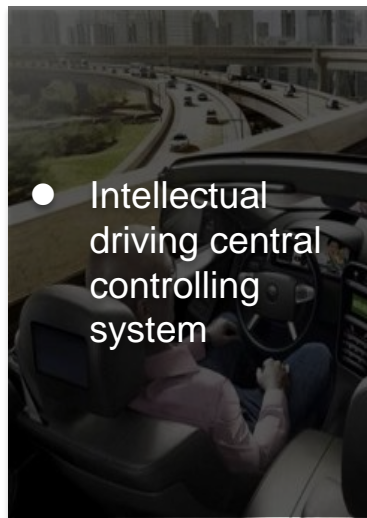 ● Intellectual
driving central
controlling
system